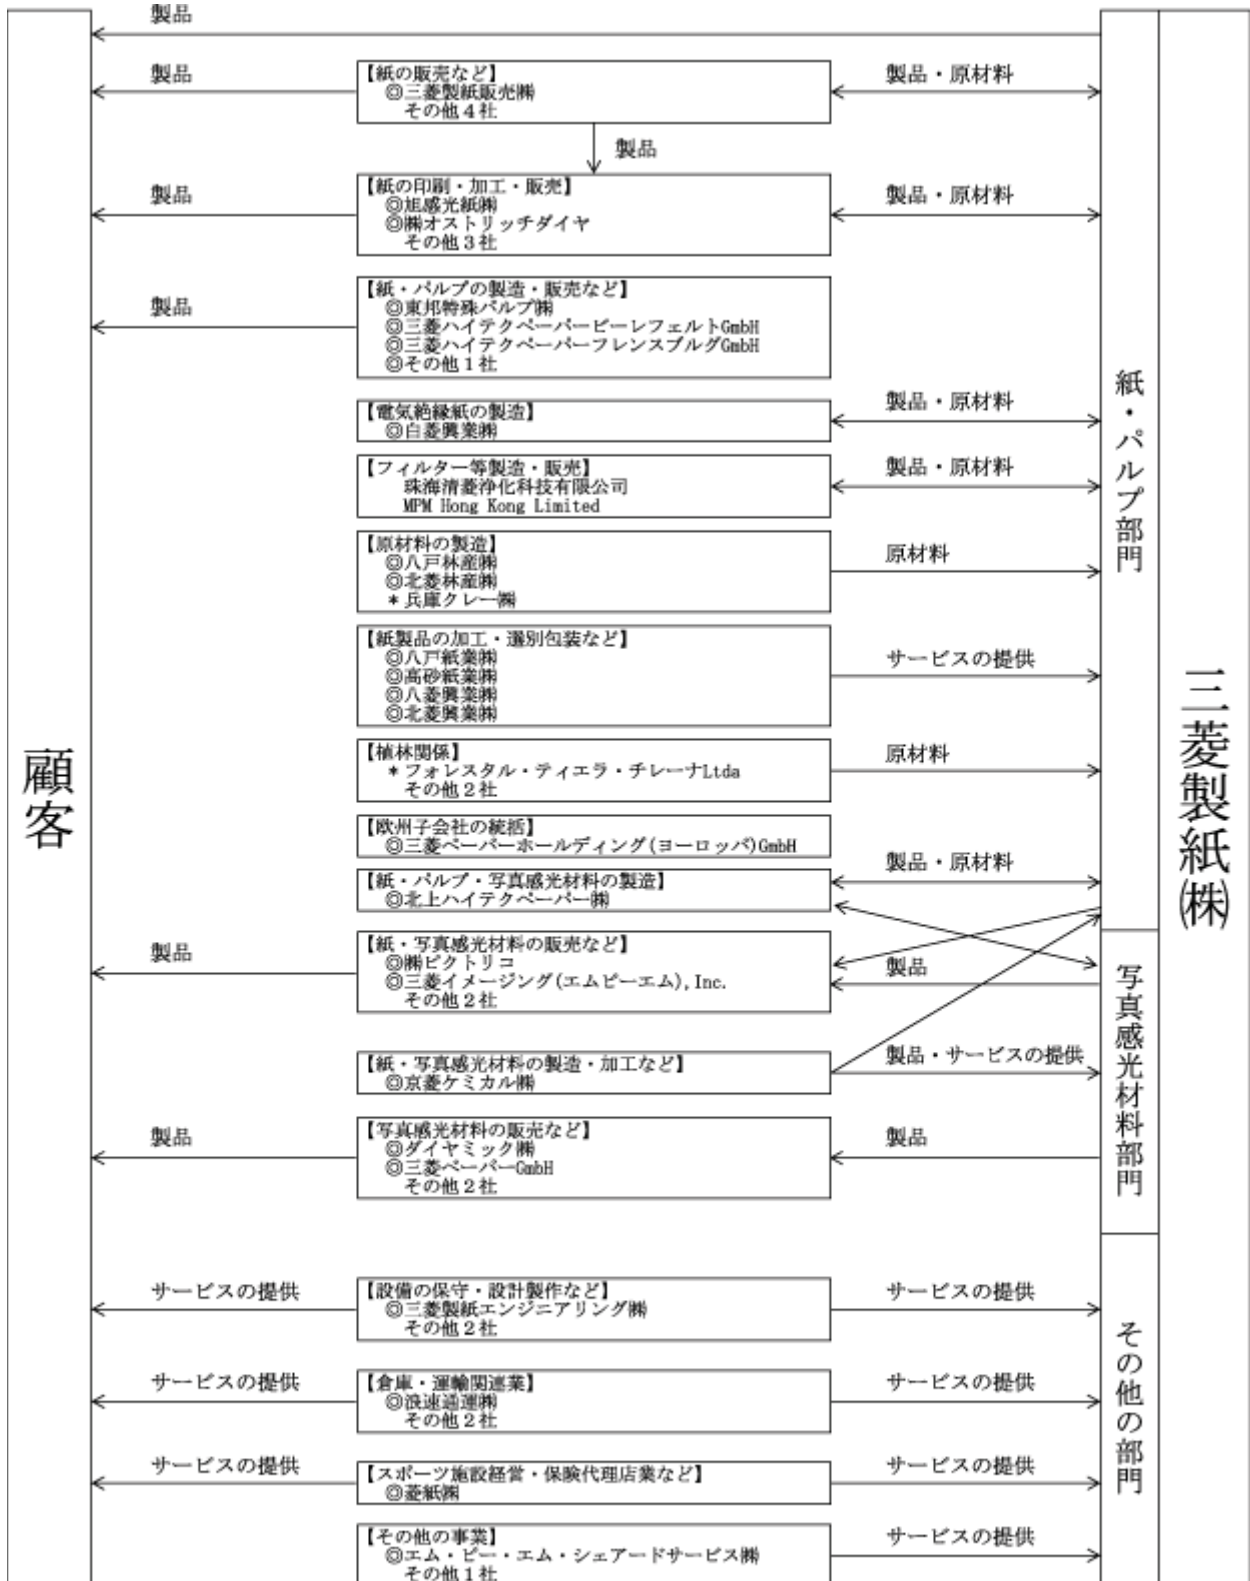 製品
製品
【紙の販売など】
◎三菱製紙販売㈱
その他４社
製品・原材料
製品
製品
【紙の印刷・加工・販売】
◎旭感光紙㈱
◎㈱オストリッチダイヤ
その他３社
製品・原材料
製品
【紙・パルプの製造・販売など】
◎東邦特殊パルプ㈱
◎三菱ハイテクペーパービーレフェルトGmbH
◎三菱ハイテクペーパーフレンスブルグGmbH
◎その他１社
【電気絶縁紙の製造】
◎白菱興業㈱
製品・原材料
【フィルター等製造・販売】
珠海清菱浄化科技有限公司
MPM Hong Kong Limited
製品・原材料
【原材料の製造】
◎八戸林産㈱
◎北菱林産㈱
＊兵庫クレー㈱
原材料
【紙製品の加工・選別包装など】
◎八戸紙業㈱
◎高砂紙業㈱
◎八菱興業㈱
◎北菱興業㈱
サービスの提供
【植林関係】
＊フォレスタル・ティエラ・チレーナLtda
その他２社
原材料
【欧州子会社の統括】
◎三菱ペーパーホールディング(ヨーロッパ)GmbH
【紙・パルプ・写真感光材料の製造】
◎北上ハイテクペーパー㈱
製品・原材料
製品
【紙・写真感光材料の販売など】
◎㈱ピクトリコ
◎三菱イメージング(エムピーエム),Inc.
その他２社
製品
【紙・写真感光材料の製造・加工など】
◎京菱ケミカル㈱
製品・サービスの提供
製品
【写真感光材料の販売など】
◎ダイヤミック㈱
◎三菱ペーパーGmbH
その他２社
製品
サービスの提供
【設備の保守・設計製作など】
◎三菱製紙エンジニアリング㈱
その他２社
サービスの提供
サービスの提供
【倉庫・運輸関連業】
◎浪速通運㈱
その他２社
サービスの提供
サービスの提供
【スポーツ施設経営・保険代理店業など】
◎菱紙㈱
サービスの提供
【その他の事業】
◎エム・ピー・エム・シェアードサービス㈱
その他１社
サービスの提供
顧客
紙・パルプ部門
写真感光材料部門
その他の部門
三菱製紙㈱